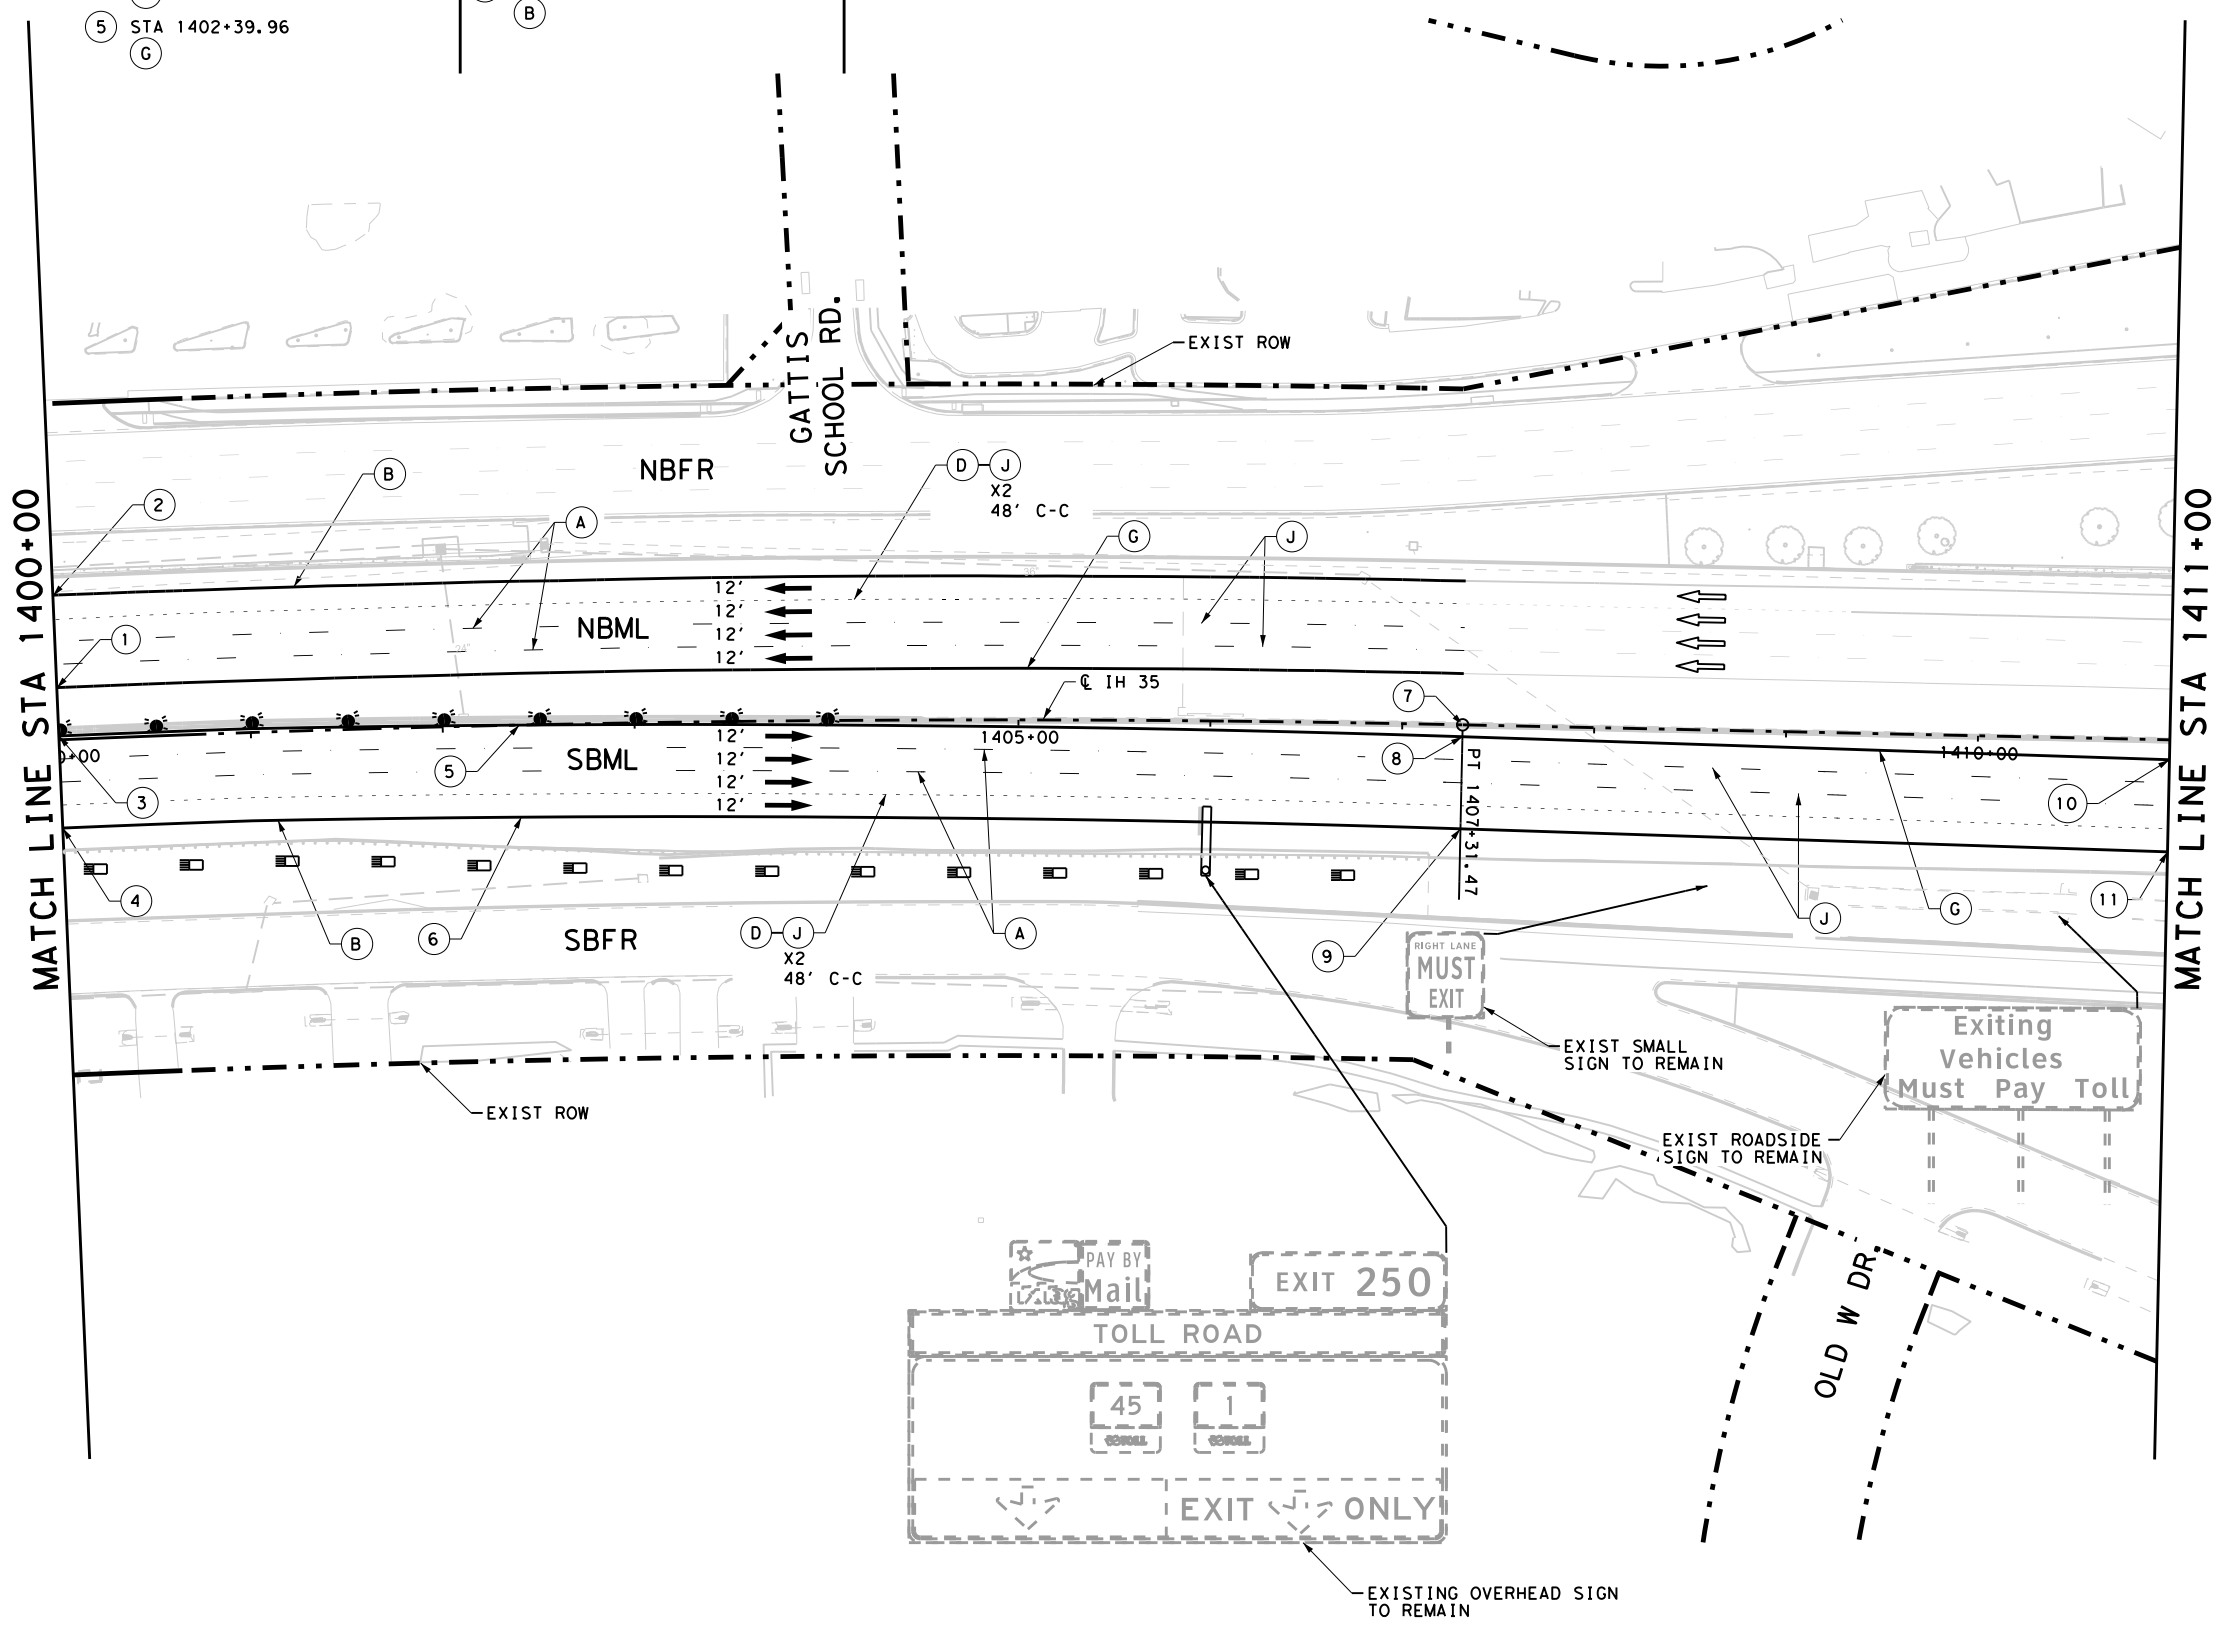 B
5 STA 1402+39.96
G
GATTIS
SCHOOL RD.
EXIST ROW
NBFR
B
2
D J
X2
48' C-C
A
G
J
MATCH LINE STA 1400+00
MATCH LINE STA 1411+00
36"
12'
12'
12'
12'
NBML
24"
1
℄ IH 35
7
12'
12'
12'
12'
SBML
1405+00
1410+00
0+00
5
8
3
10
PT 1407+31.47
4
B
6
SBFR
D J
X2
48' C-C
A
9
J
G
11
RIGHT LANE
MUST
EXIT
EXIST SMALL
SIGN TO REMAIN
Exiting
Vehicles
Must Pay Toll
EXIST ROW
EXIST ROADSIDE
SIGN TO REMAIN
OLD W DR
PAY BY
Mail
EXIT 250
TOLL ROAD
45
1
EXIT ONLY
EXISTING OVERHEAD SIGN
TO REMAIN